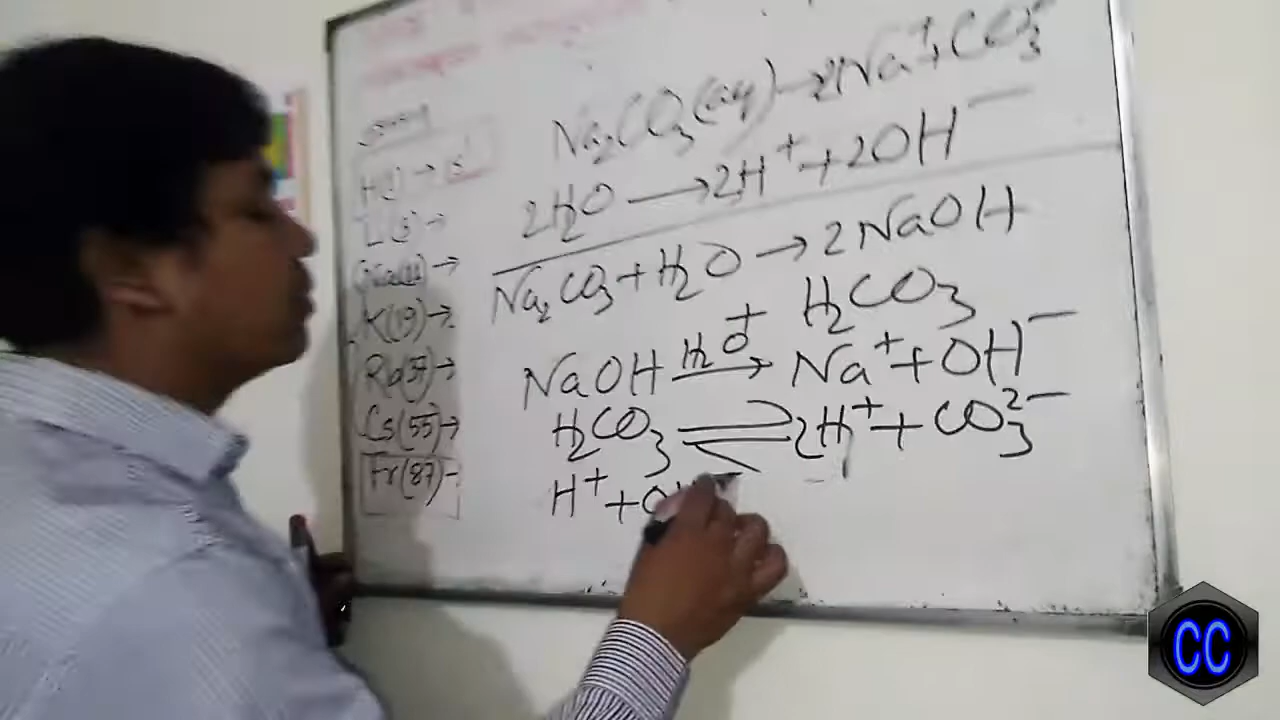 H(1) →
Li(3) →
Na(11) →
K(19) →
Rb(37) →
Cs(55) →
Fr(87) -
Na₂CO₃(aq) → 2Na⁺ + CO₃²⁻
2H₂O → 2H⁺ + 2OH⁻
Na₂CO₃ + H₂O → 2NaOH
+ H₂CO₃
NaOH H₂O → Na⁺ + OH⁻
H₂CO₃ ⇌ 2H⁺ + CO₃²⁻
H⁺ + OH
CC